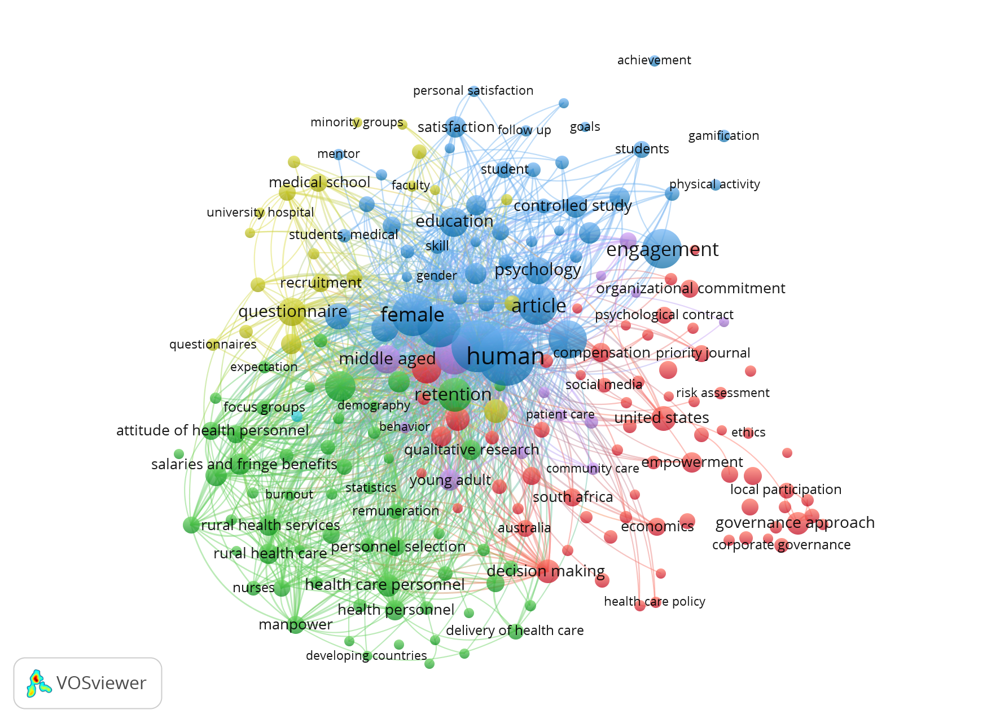 achievement
personal satisfaction
minority groups
satisfaction
follow up
goals
gamification
students
mentor
student
medical school
faculty
physical activity
controlled study
university hospital
education
students, medical
skill
engagement
psychology
gender
recruitment
organizational commitment
article
questionnaire
female
psychological contract
questionnaires
middle aged
human
compensation
priority journal
expectation
social media
risk assessment
retention
focus groups
demography
patient care
united states
behavior
attitude of health personnel
ethics
qualitative research
salaries and fringe benefits
community care
empowerment
young adult
statistics
local participation
burnout
south africa
remuneration
rural health services
australia
economics
governance approach
personnel selection
corporate governance
rural health care
decision making
nurses
health care personnel
health care policy
health personnel
manpower
delivery of health care
developing countries
VOSviewer